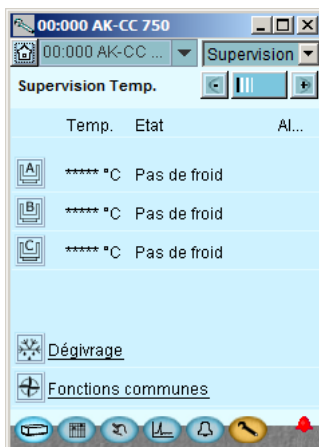 00:000 AK-CC 750
00:000 AK-CC ... Supervision
Supervision Temp.
Temp. Etat Al...
A ***** °C Pas de froid
B ***** °C Pas de froid
C ***** °C Pas de froid
Dégivrage
Fonctions communes